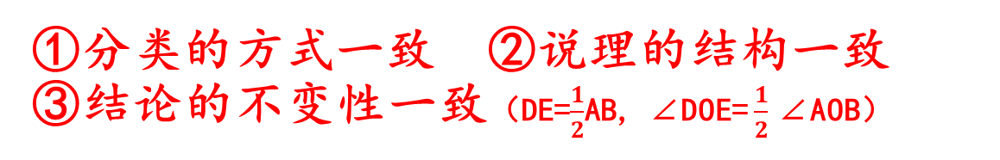 ①分类的方式一致 ②说理的结构一致
③结论的不变性一致（DE=1/2AB, ∠DOE=1/2 ∠AOB）